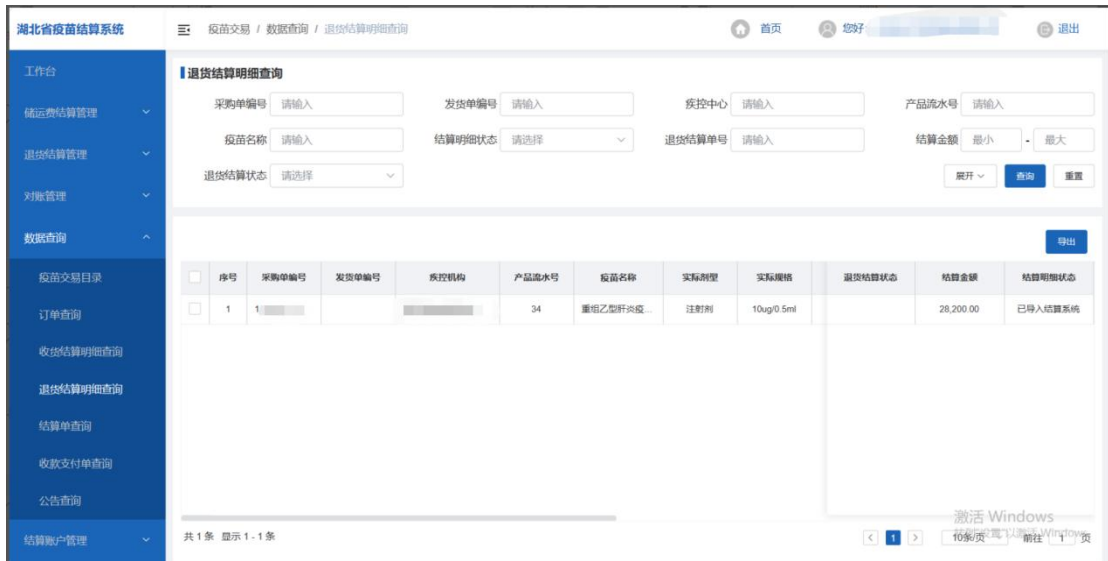 湖北省疫苗结算系统
疫苗交易 / 数据查询 / 退货结算明细查询
首页
您好
退出
工作台
储运费结算管理
退货结算管理
对账管理
数据查询
疫苗交易目录
订单查询
收货结算明细查询
退货结算明细查询
结算单查询
收款支付单查询
公告查询
结算账户管理
退货结算明细查询
采购单编号 请输入 发货单编号 请输入 疾控中心 请输入 产品流水号 请输入
疫苗名称 请输入 结算明细状态 请选择 退货结算单号 请输入 结算金额 最小 - 最大
退货结算状态 请选择 展开 查询 重置
导出
序号 采购单编号 发货单编号 疾控机构 产品流水号 疫苗名称 实际剂型 实际规格 退货结算状态 结算金额 结算明细状态
1 1 34 重组乙型肝炎疫... 注射剂 10ug/0.5ml 28,200.00 已导入结算系统
激活 Windows
共 1 条 显示 1 - 1 条 1 10条/页 前往 1 页